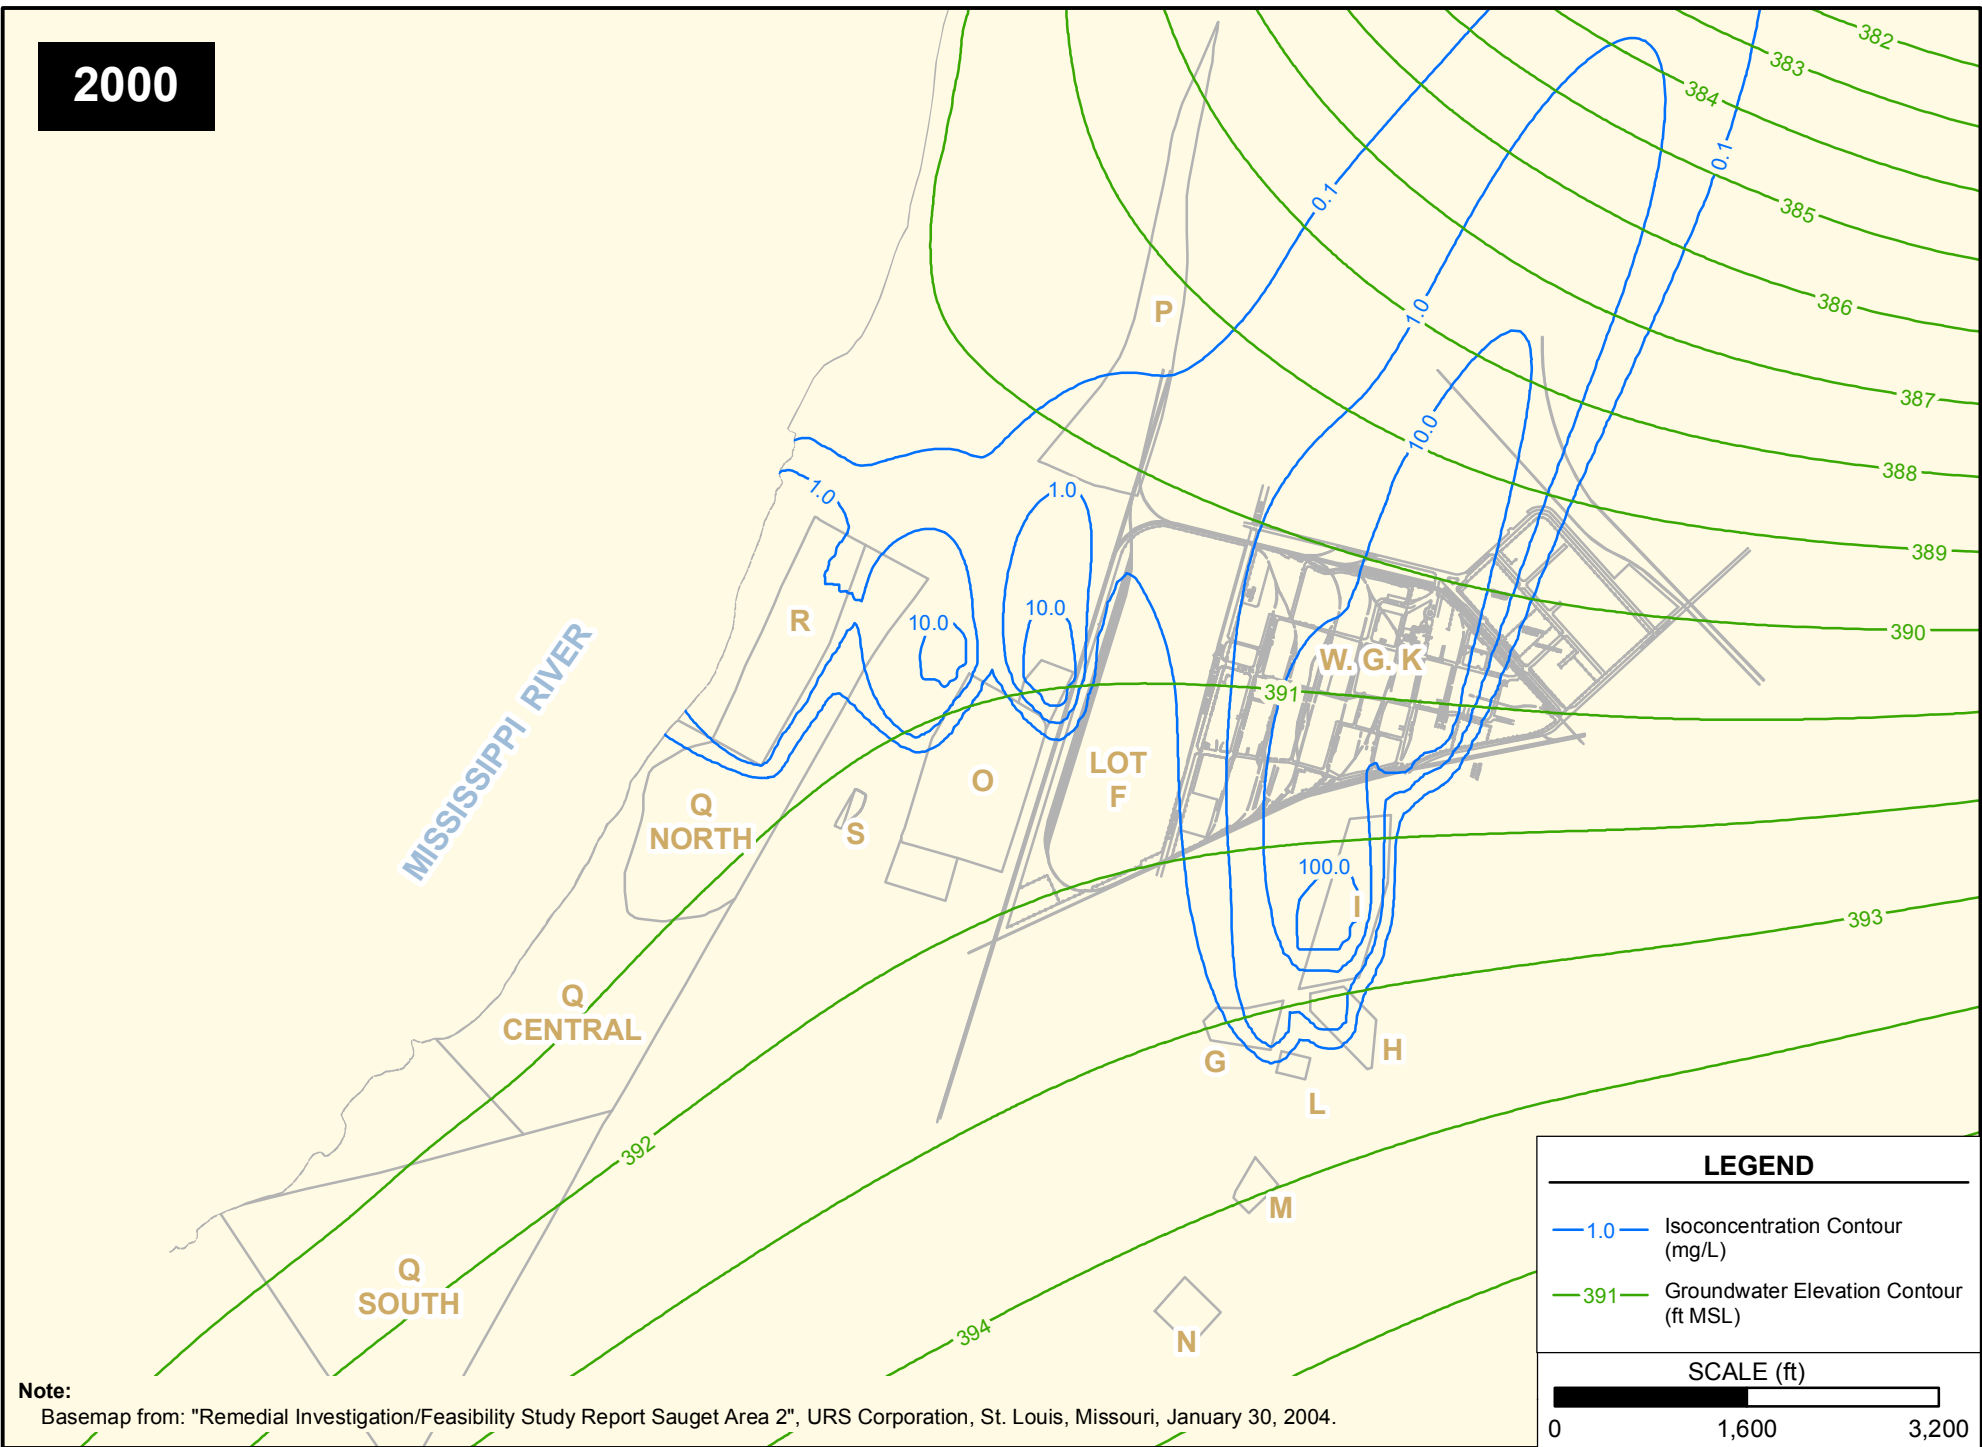 2000
382
383
384
385
386
387
388
389
390
391
392
393
394
0.1
0.1
1.0
10.0
1.0
1.0
10.0
10.0
100.0
P
R
W. G. K
LOT
F
O
S
Q
NORTH
Q
CENTRAL
Q
SOUTH
I
G
H
L
M
N
MISSISSIPPI RIVER
LEGEND
1.0 Isoconcentration Contour
(mg/L)
391 Groundwater Elevation Contour
(ft MSL)
SCALE (ft)
0 1,600 3,200
Note:
Basemap from: "Remedial Investigation/Feasibility Study Report Sauget Area 2", URS Corporation, St. Louis, Missouri, January 30, 2004.